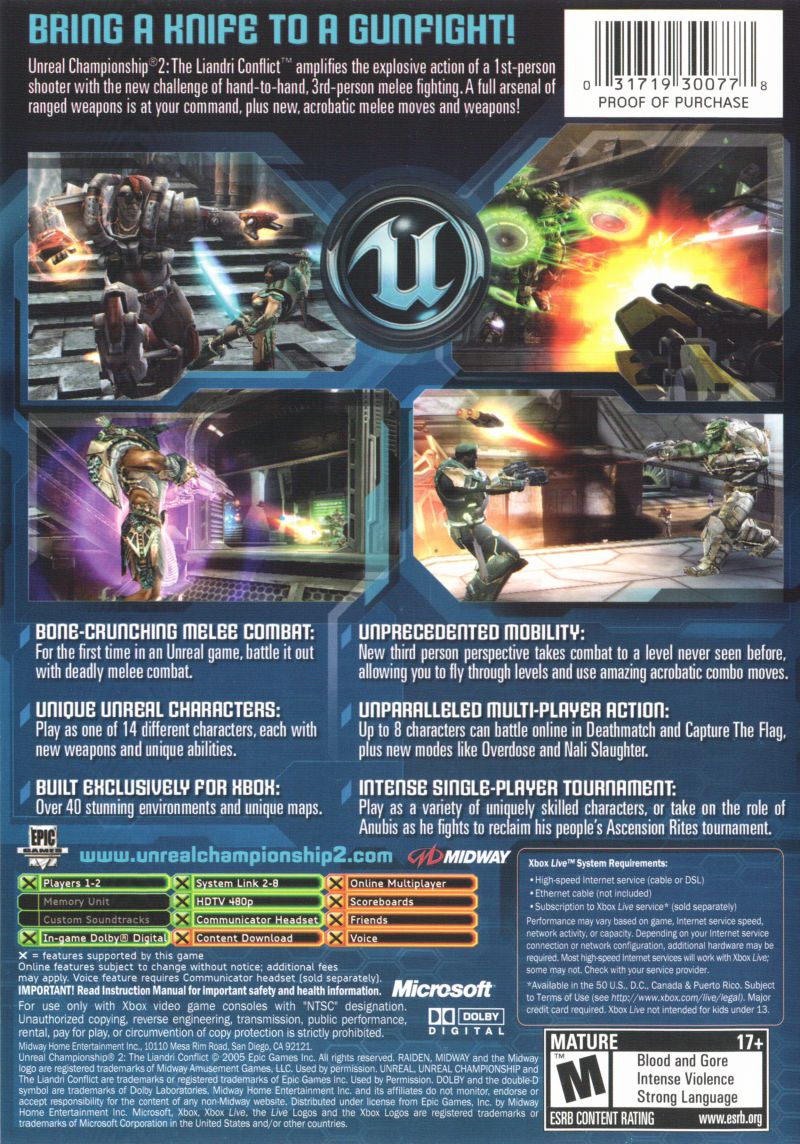 BRING A KNIFE TO A GUNFIGHT!
Unreal Championship®2: The Liandri Conflict™ amplifies the explosive action of a 1st-person
shooter with the new challenge of hand-to-hand, 3rd-person melee fighting. A full arsenal of
ranged weapons is at your command, plus new, acrobatic melee moves and weapons!
0 31719 30077 8
PROOF OF PURCHASE
BONE-CRUNCHING MELEE COMBAT:
For the first time in an Unreal game, battle it out
with deadly melee combat.
UNIQUE UNREAL CHARACTERS:
Play as one of 14 different characters, each with
new weapons and unique abilities.
BUILT EXCLUSIVELY FOR XBOX:
Over 40 stunning environments and unique maps.
UNPRECEDENTED MOBILITY:
New third person perspective takes combat to a level never seen before,
allowing you to fly through levels and use amazing acrobatic combo moves.
UNPARALLELED MULTI-PLAYER ACTION:
Up to 8 characters can battle online in Deathmatch and Capture The Flag,
plus new modes like Overdose and Nali Slaughter.
INTENSE SINGLE-PLAYER TOURNAMENT:
Play as a variety of uniquely skilled characters, or take on the role of
Anubis as he fights to reclaim his people's Ascension Rites tournament.
EPIC
GAMES
www.unrealchampionship2.com
MIDWAY
Players 1-2
System Link 2-8
Online Multiplayer
Memory Unit
HDTV 480p
Scoreboards
Custom Soundtracks
Communicator Headset
Friends
In-game Dolby® Digital
Content Download
Voice
X = features supported by this game
Online features subject to change without notice; additional fees
may apply. Voice feature requires Communicator headset (sold separately).
IMPORTANT! Read Instruction Manual for important safety and health information.
For use only with Xbox video game consoles with "NTSC" designation.
Unauthorized copying, reverse engineering, transmission, public performance,
rental, pay for play, or circumvention of copy protection is strictly prohibited.
Microsoft
DOLBY
DIGITAL
Midway Home Entertainment Inc., 10110 Mesa Rim Road, San Diego, CA 92121.
Unreal Championship® 2: The Liandri Conflict © 2005 Epic Games Inc. All rights reserved. RAIDEN, MIDWAY and the Midway
logo are registered trademarks of Midway Amusement Games, LLC. Used by permission. UNREAL, UNREAL CHAMPIONSHIP and
The Liandri Conflict are trademarks or registered trademarks of Epic Games Inc. Used by Permission. DOLBY and the double-D
symbol are trademarks of Dolby Laboratories. Midway Home Entertainment Inc. and its affiliates do not monitor, endorse or
accept responsibility for the content of any non-Midway website. Distributed under license from Epic Games, Inc. by Midway
Home Entertainment Inc. Microsoft, Xbox, Xbox Live, the Live Logos and the Xbox Logos are registered trademarks or
trademarks of Microsoft Corporation in the United States and/or other countries.
Xbox Live™ System Requirements:
• High-speed Internet service (cable or DSL)
• Ethernet cable (not included)
• Subscription to Xbox Live service* (sold separately)
Performance may vary based on game, Internet service speed,
network activity, or capacity. Depending on your Internet service
connection or network configuration, additional hardware may be
required. Most high-speed Internet services will work with Xbox Live;
some may not. Check with your service provider.
*Available in the 50 U.S., D.C., Canada & Puerto Rico. Subject
to Terms of Use (see http://www.xbox.com/live/legal). Major
credit card required. Xbox Live not intended for kids under 13.
MATURE 17+
M™
Blood and Gore
Intense Violence
Strong Language
ESRB CONTENT RATING www.esrb.org